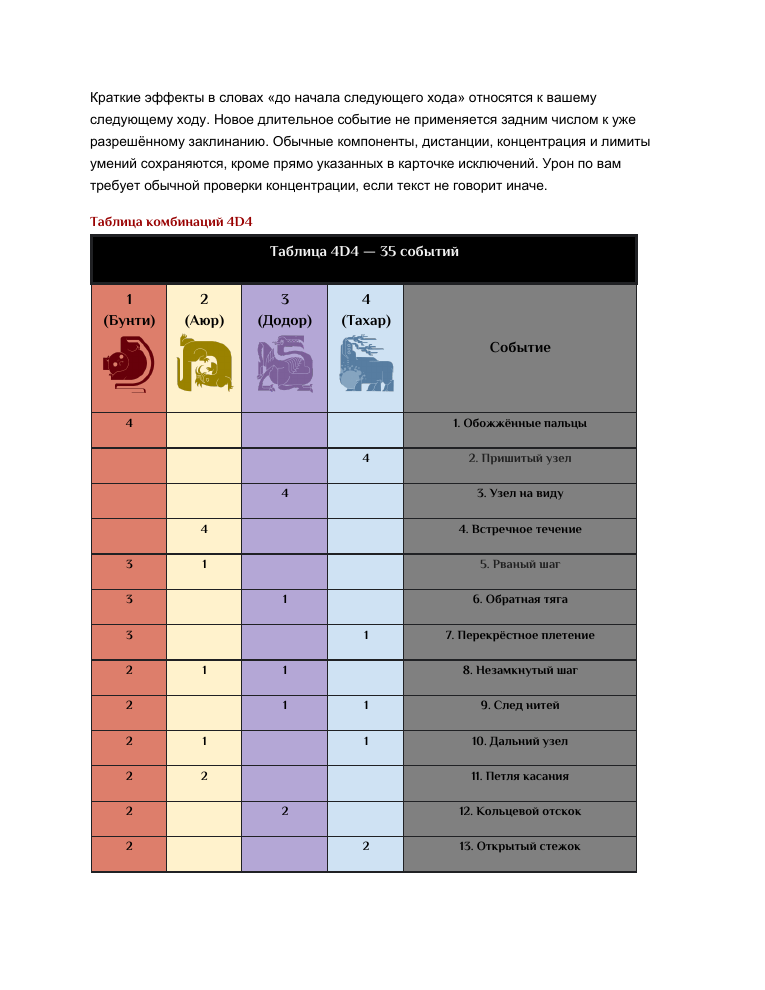 Краткие эффекты в словах «до начала следующего хода» относятся к вашему
следующему ходу. Новое длительное событие не применяется задним числом к уже
разрешённому заклинанию. Обычные компоненты, дистанции, концентрация и лимиты
умений сохраняются, кроме прямо указанных в карточке исключений. Урон по вам
требует обычной проверки концентрации, если текст не говорит иначе.
Таблица комбинаций 4D4
Таблица 4D4 — 35 событий
1 2 3 4
(Бунти) (Аюр) (Додор) (Тахар) Событие
4 1. Обожжённые пальцы
4 2. Пришитый узел
4 3. Узел на виду
4 4. Встречное течение
3 1 5. Рваный шаг
3 1 6. Обратная тяга
3 1 7. Перекрёстное плетение
2 1 1 8. Незамкнутый шаг
2 1 1 9. След нитей
2 1 1 10. Дальний узел
2 2 11. Петля касания
2 2 12. Кольцевой отскок
2 2 13. Открытый стежок